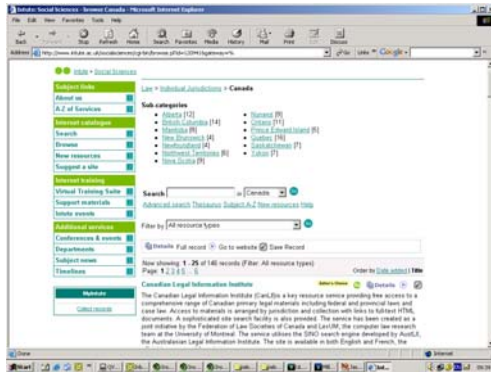 Intute: Social Sciences - browse Canada - Microsoft Internet Explorer
File Edit View Favorites Tools Help
Back Forward Stop Refresh Home Search Favorites Media History Mail Print Edit Discuss
Address Links Google
Intute > Social Sciences
Subject links
About us
A-Z of Services
Internet catalogue
Search
Browse
New resources
Suggest a site
Internet training
Virtual Training Suite
Support materials
Intute events
Additional services
Conferences & events
Departments
Subject news
Timelines
MyIntute
Collect records
Law > Individual Jurisdictions > Canada
Sub-categories
Alberta [12]
British Columbia [14]
Manitoba [8]
New Brunswick [4]
Newfoundland [4]
Northwest Territories [6]
Nova Scotia [9]
Nunavut [9]
Ontario [11]
Prince Edward Island [5]
Quebec [16]
Saskatchewan [7]
Yukon [7]
Search in Canada
Advanced search Thesaurus Subject A-Z New resources Help
Filter by All resource types
Details Full record Go to website Save Record
Now showing: 1 - 25 of 146 records (Filter: All resource types)
Page: 1 2 3 4 5 .. 6 Order by Date added | Title
Canadian Legal Information Institute Editor's Choice Details
The Canadian Legal Information Institute (CanLII) is a key resource service providing free access to a
comprehensive range of Canadian primary legal materials including federal and provincial laws and
case law. Access to materials is arranged by jurisdiction and collection with links to full-text HTML
documents. A sophisticated site search facility is also provided. The service has been created as a
joint initiative by the Federation of Law Societies of Canada and LexUM, the computer law research
team at the University of Montreal. The service utilises the SINO search engine developed by AustLII,
the Australasian Legal Information Institute. The site is available in both English and French, the
Done Internet
Start